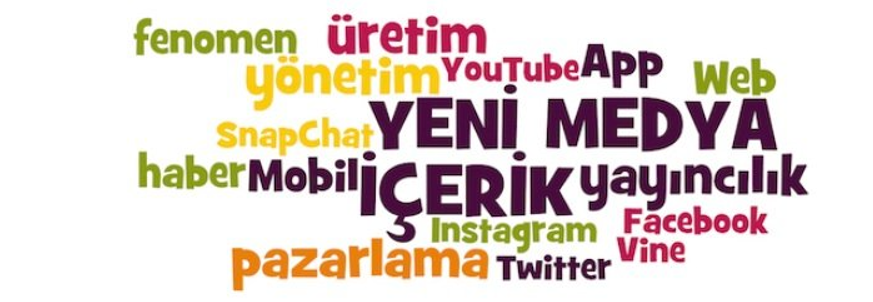 fenomen üretim
yönetim YouTube App Web
SnapChat YENİ MEDYA
haber Mobil İÇERİK yayıncılık
Instagram Facebook
pazarlama Twitter Vine